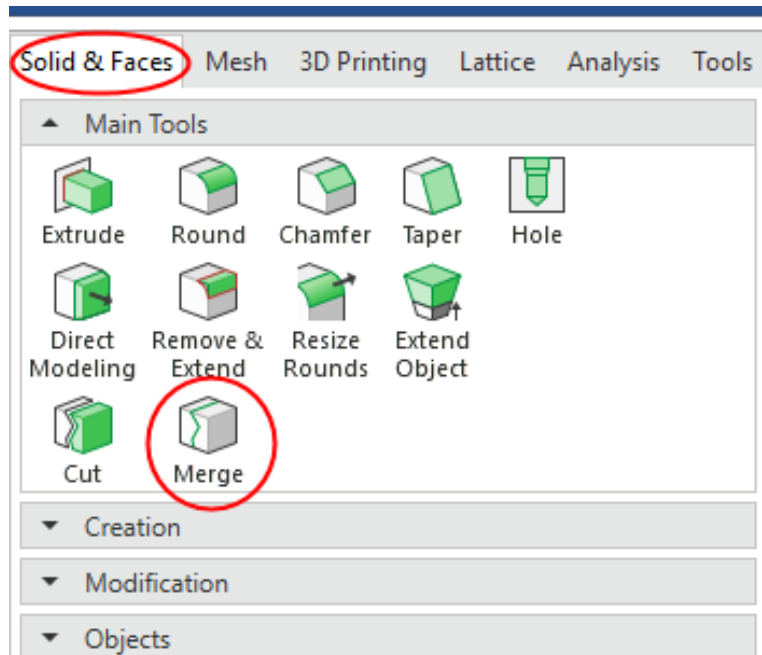 Solid & Faces Mesh 3D Printing Lattice Analysis Tools
Main Tools
Extrude Round Chamfer Taper Hole
Direct Remove & Resize Extend
Modeling Extend Rounds Object
Cut Merge
Creation
Modification
Objects